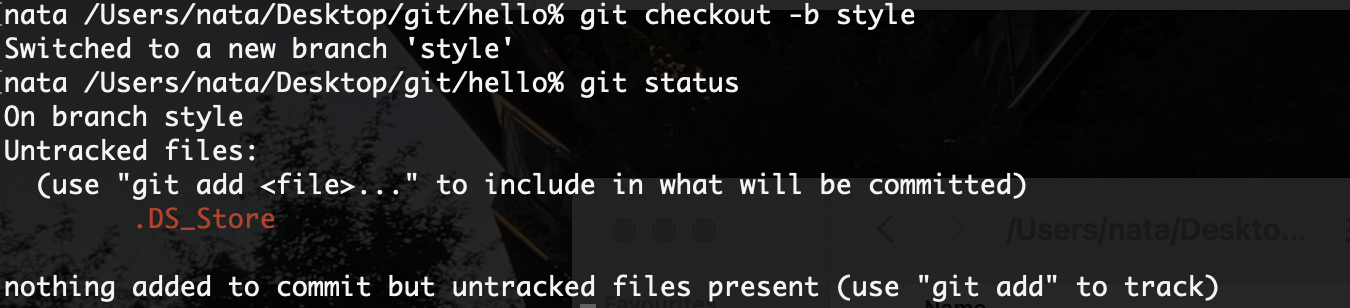 nata /Users/nata/Desktop/git/hello% git checkout -b style
Switched to a new branch 'style'
nata /Users/nata/Desktop/git/hello% git status
On branch style
Untracked files:
  (use "git add <file>..." to include in what will be committed)
        .DS_Store
/Users/nata/Deskto...
nothing added to commit but untracked files present (use "git add" to track)
Favourite
Name